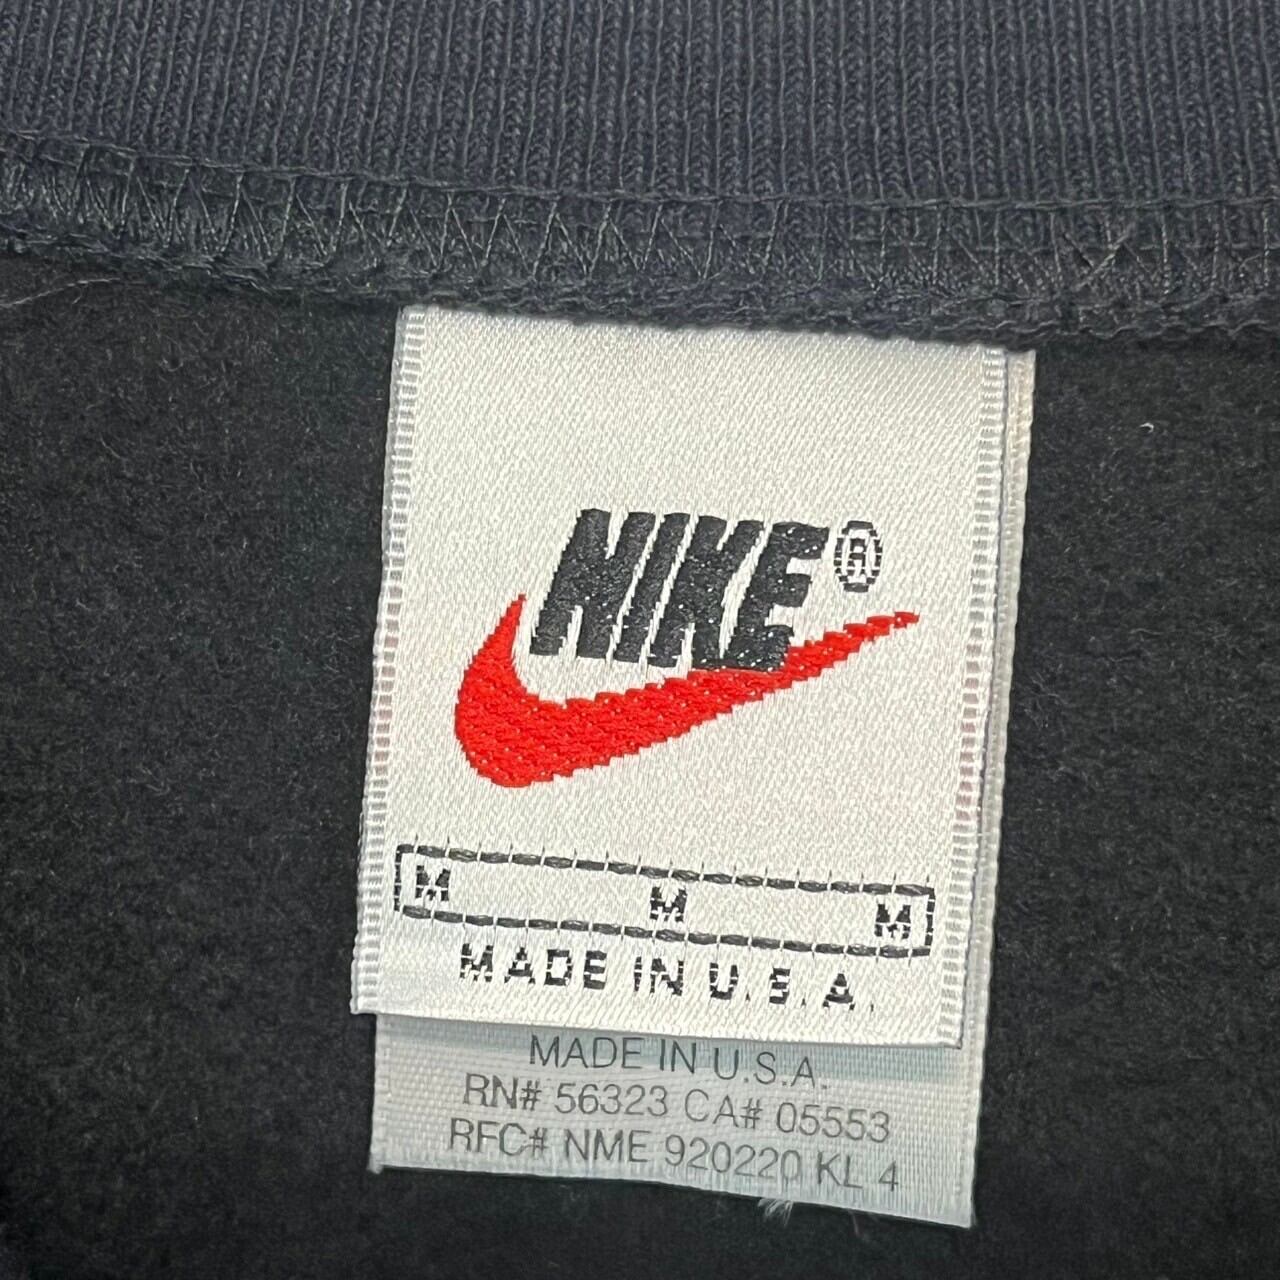 NIKE®
M M M
MADE IN U.S.A.
MADE IN U.S.A.
RN# 56323 CA# 05553
RFC# NME 920220 KL 4